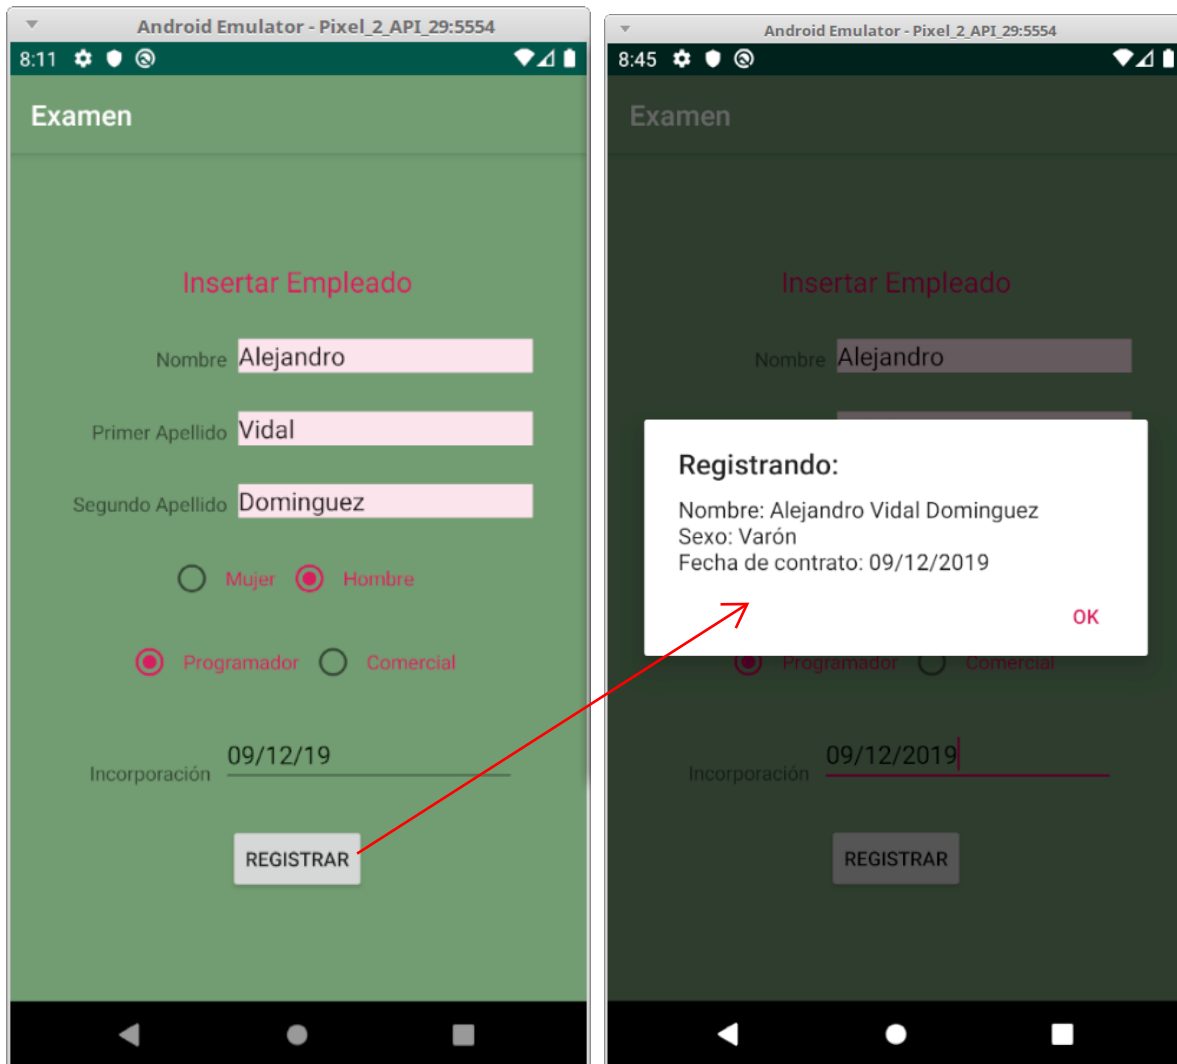 Android Emulator - Pixel_2_API_29:5554
8:11
Examen
Insertar Empleado
Nombre Alejandro
Primer Apellido Vidal
Segundo Apellido Dominguez
Mujer Hombre
Programador Comercial
Incorporación 09/12/19
REGISTRAR
Android Emulator - Pixel_2_API_29:5554
8:45
Examen
Insertar Empleado
Nombre Alejandro
Registrando:
Nombre: Alejandro Vidal Dominguez
Sexo: Varón
Fecha de contrato: 09/12/2019
OK
Programador Comercial
Incorporación 09/12/2019
REGISTRAR